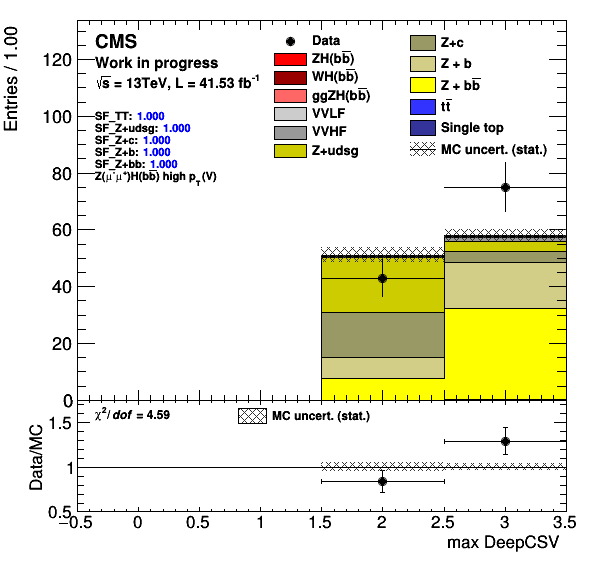 Entries / 1.00
120
100
80
60
40
20
0
CMS
Work in progress
√s = 13TeV, L = 41.53 fb⁻¹
SF_TT: 1.000
SF_Z+udsg: 1.000
SF_Z+c: 1.000
SF_Z+b: 1.000
SF_Z+bb: 1.000
Z(μ⁻μ⁺)H(bb̅) high p_T(V)
Data
ZH(bb̅)
WH(bb̅)
ggZH(bb̅)
VVLF
VVHF
Z+udsg
Z+c
Z + b
Z + bb̅
tt̅
Single top
MC uncert. (stat.)
Data/MC
1.5
1
0.5
χ²/dof = 4.59
MC uncert. (stat.)
−0.5 0 0.5 1 1.5 2 2.5 3 3.5
max DeepCSV